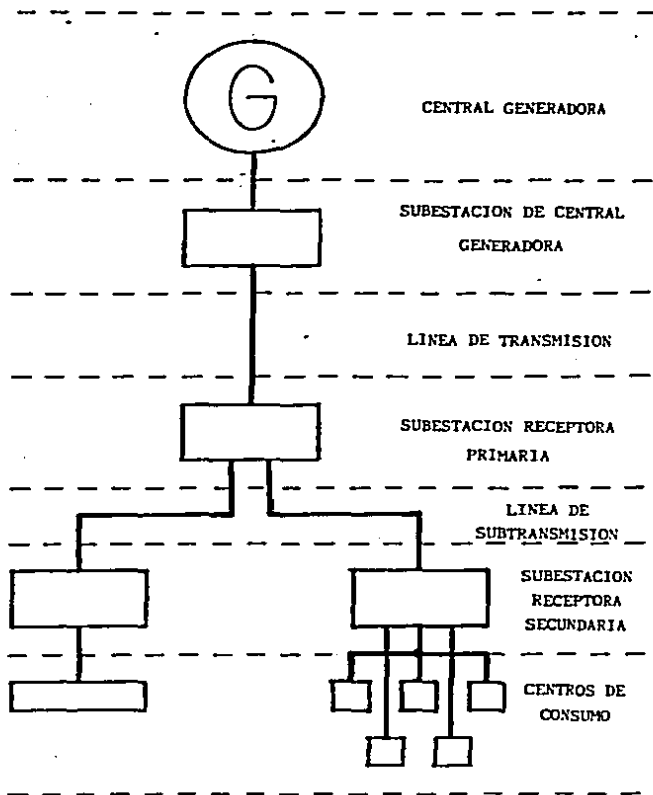 G
CENTRAL GENERADORA
SUBESTACION DE CENTRAL
GENERADORA
LINEA DE TRANSMISION
SUBESTACION RECEPTORA
PRIMARIA
LINEA DE
SUBTRANSMISION
SUBESTACION
RECEPTORA
SECUNDARIA
CENTROS DE
CONSUMO